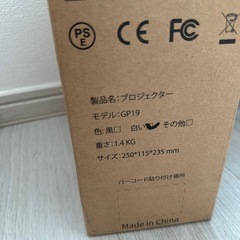 PS E CE FC
製品名:プロジェクター
モデル:GP19
色: 黒□ 白い その他□
重さ:1.4 KG
サイズ:250*115*235 mm
バーコード貼り付け場所
Made in China